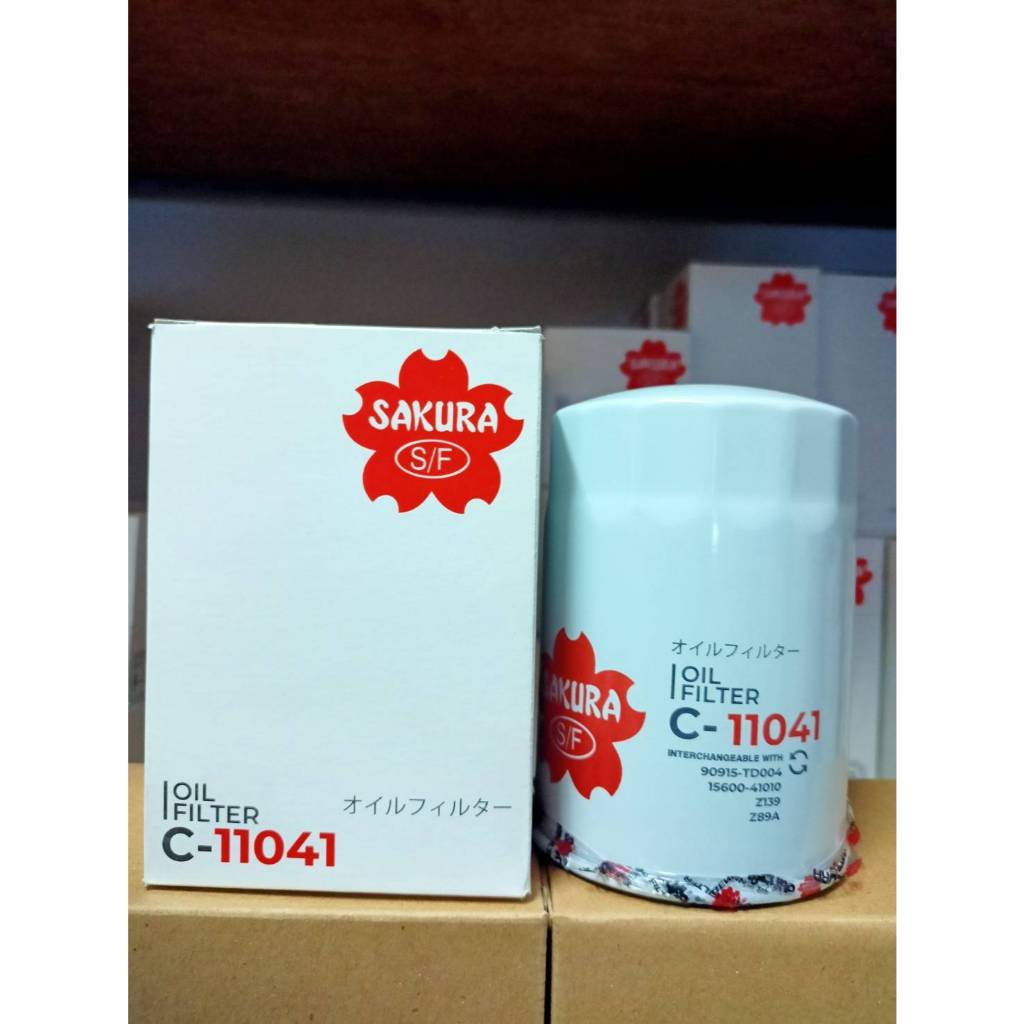 SAKURA
S/F
OIL
FILTER
オイルフィルター
C-11041
SAKURA
AKURA
S/F
オイルフィルター
OIL
FILTER
C- 11041
INTERCHANGEABLE WITH
90915-TD004
15600-41010
Z139
Z89A